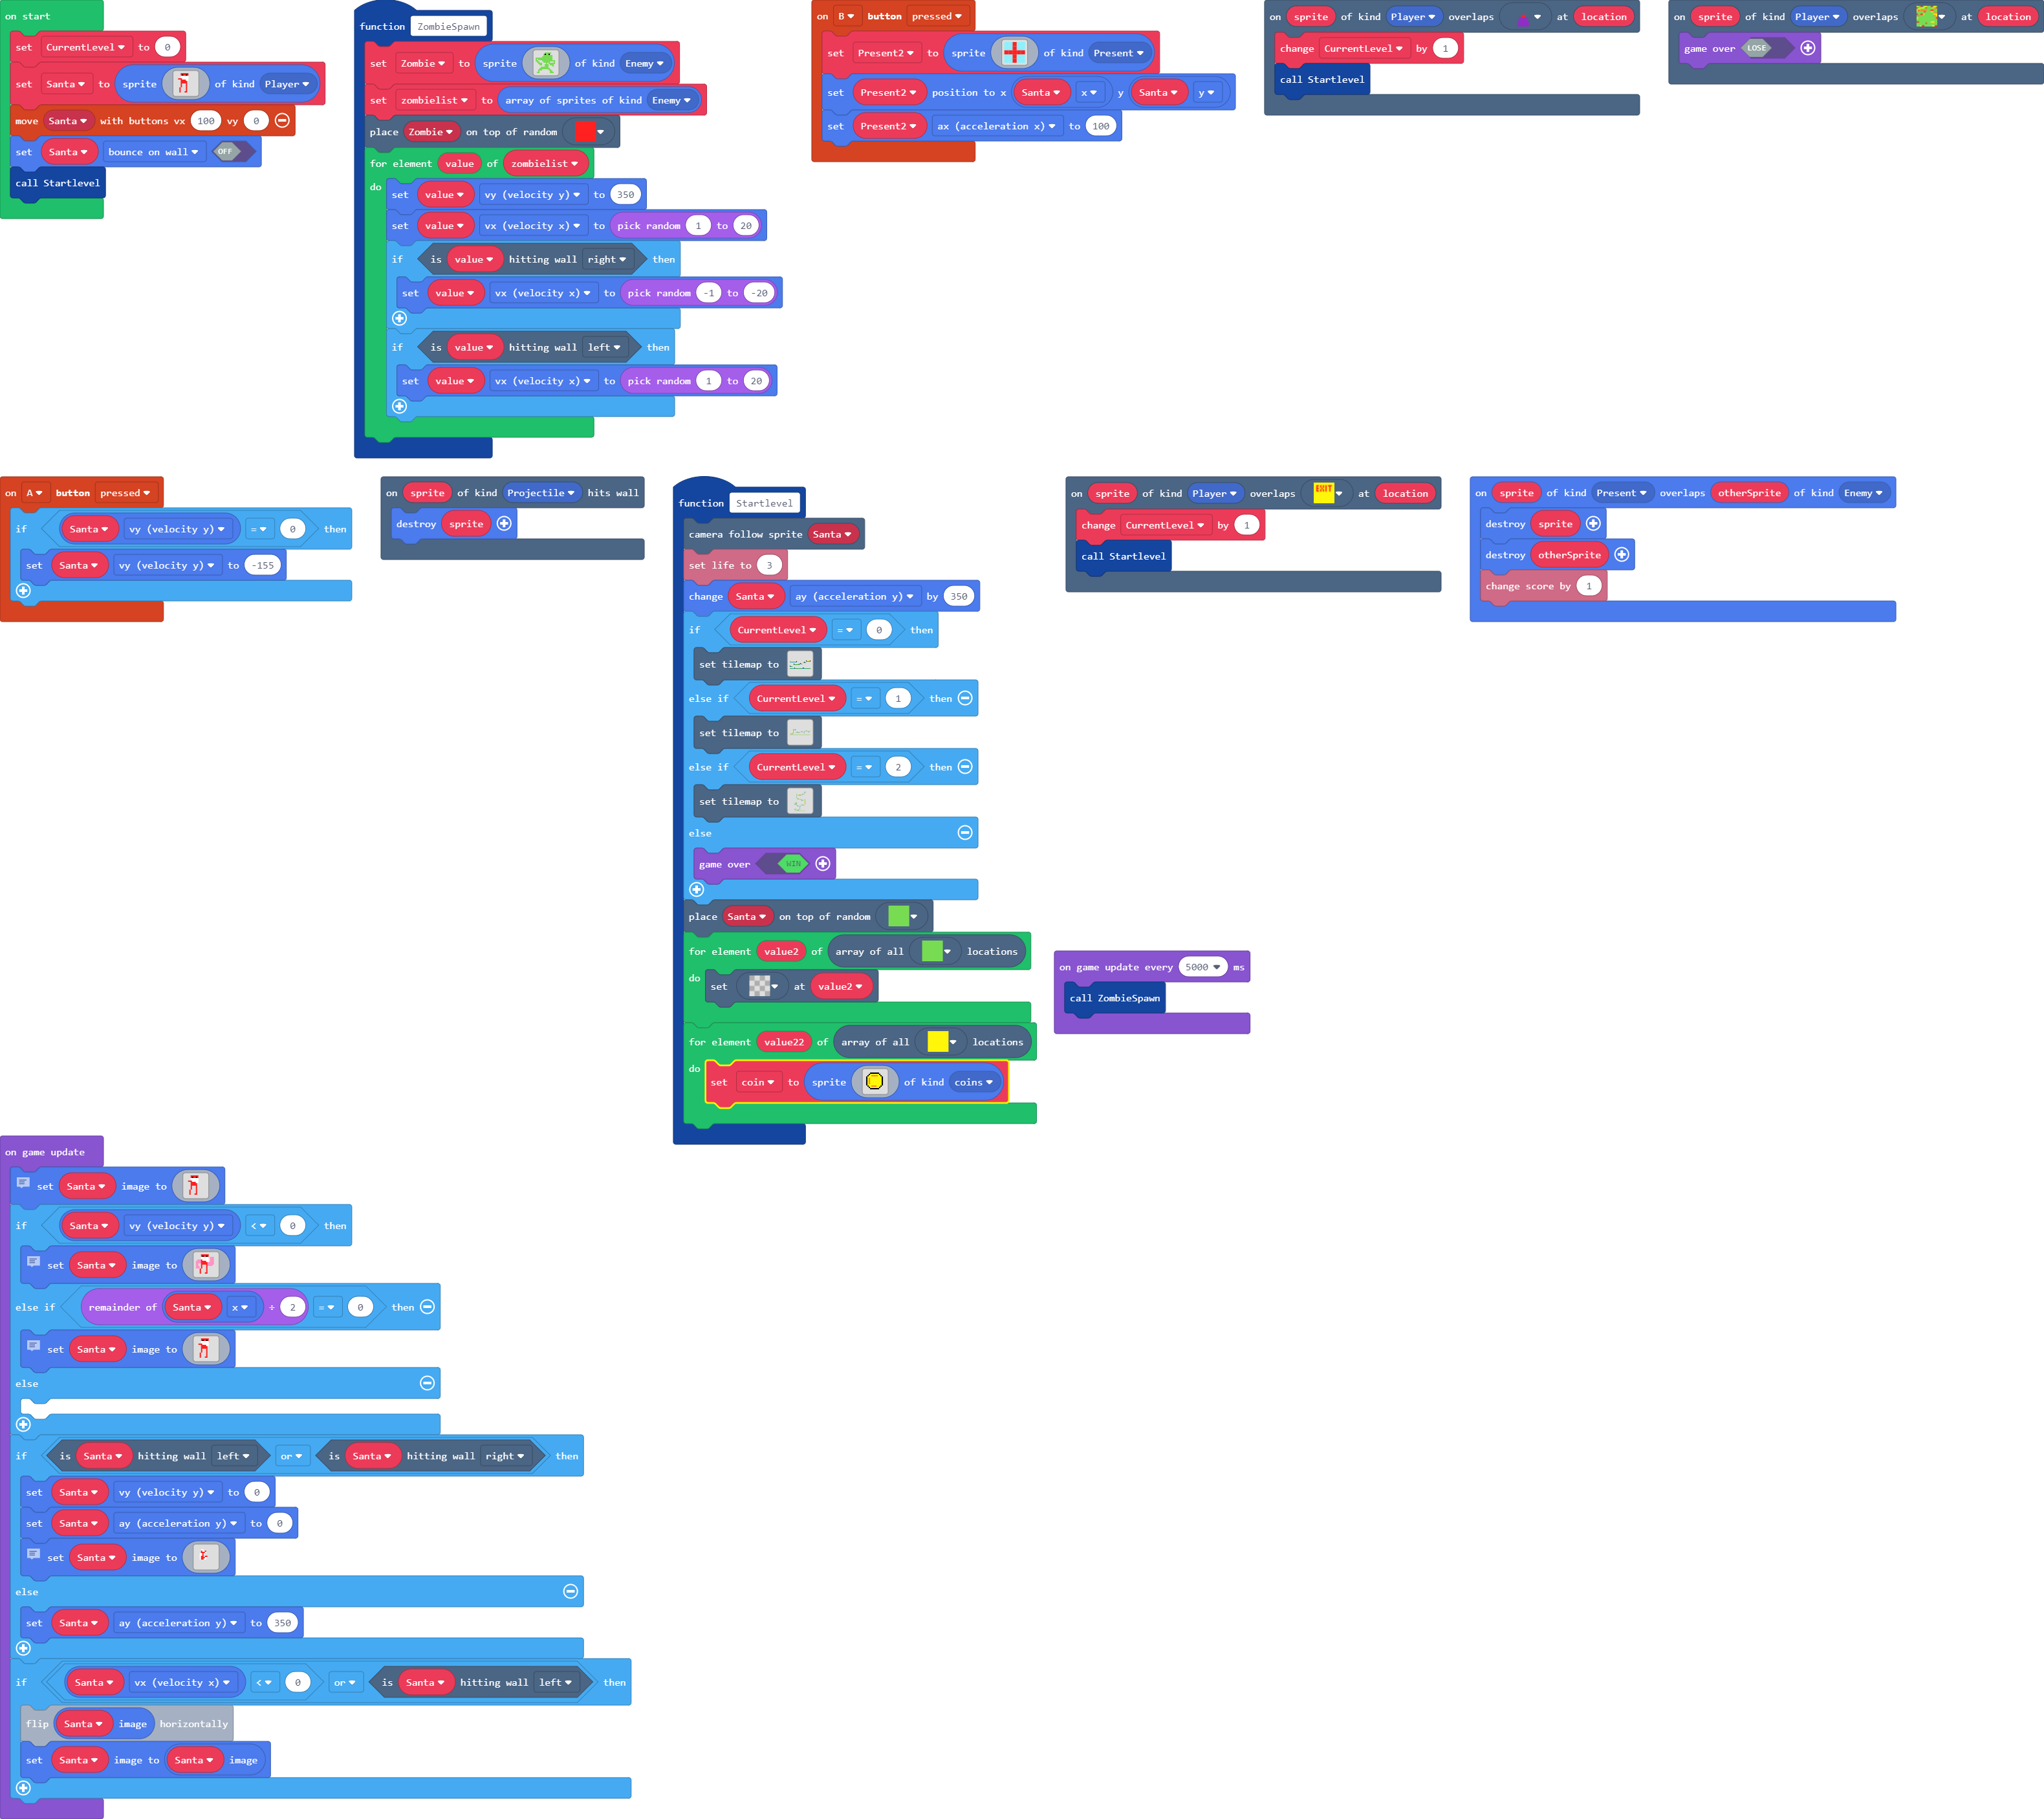 on start
set CurrentLevel to 0
set Santa to sprite of kind Player
move Santa with buttons vx 100 vy 0
set Santa bounce on wall OFF
call Startlevel
function ZombieSpawn
set Zombie to sprite of kind Enemy
set zombielist to array of sprites of kind Enemy
place Zombie on top of random
for element value of zombielist
do
set value vy (velocity y) to 350
set value vx (velocity x) to pick random 1 to 20
if is value hitting wall right then
set value vx (velocity x) to pick random -1 to -20
if is value hitting wall left then
set value vx (velocity x) to pick random 1 to 20
on B button pressed
set Present2 to sprite of kind Present
set Present2 position to x Santa x y Santa y
set Present2 ax (acceleration x) to 100
on sprite of kind Player overlaps at location
change CurrentLevel by 1
call Startlevel
on sprite of kind Player overlaps at location
game over LOSE
on A button pressed
if Santa vy (velocity y) = 0 then
set Santa vy (velocity y) to -155
on sprite of kind Projectile hits wall
destroy sprite
function Startlevel
camera follow sprite Santa
set life to 3
change Santa ay (acceleration y) by 350
if CurrentLevel = 0 then
set tilemap to
else if CurrentLevel = 1 then
set tilemap to
else if CurrentLevel = 2 then
set tilemap to
else
game over WIN
place Santa on top of random
for element value2 of array of all locations
do
set at value2
for element value22 of array of all locations
do
set coin to sprite of kind coins
on sprite of kind Player overlaps EXIT at location
change CurrentLevel by 1
call Startlevel
on sprite of kind Present overlaps otherSprite of kind Enemy
destroy sprite
destroy otherSprite
change score by 1
on game update every 5000 ms
call ZombieSpawn
on game update
set Santa image to
if Santa vy (velocity y) < 0 then
set Santa image to
else if remainder of Santa x ÷ 2 = 0 then
set Santa image to
else
if is Santa hitting wall left or is Santa hitting wall right then
set Santa vy (velocity y) to 0
set Santa ay (acceleration y) to 0
set Santa image to
else
set Santa ay (acceleration y) to 350
if Santa vx (velocity x) < 0 or is Santa hitting wall left then
flip Santa image horizontally
set Santa image to Santa image